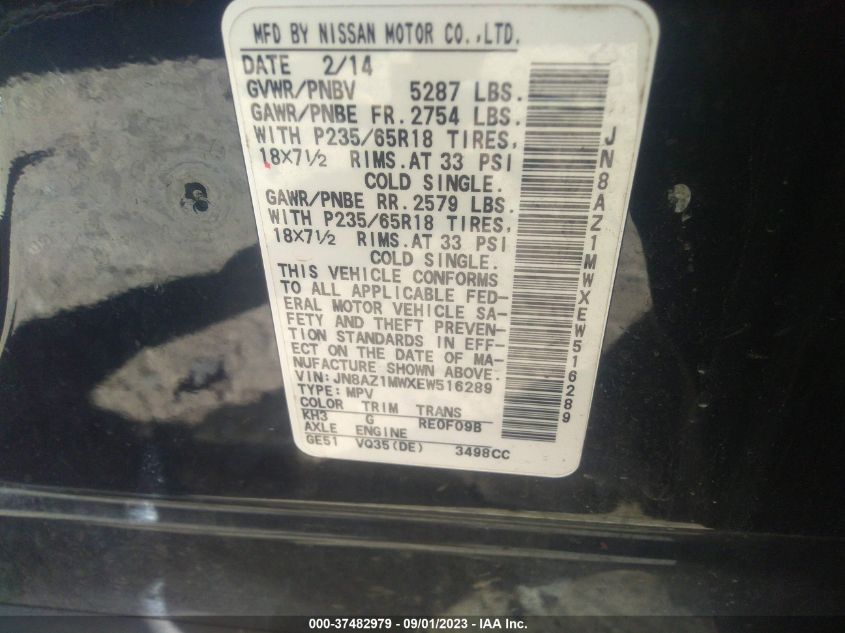 MFD BY NISSAN MOTOR CO.,LTD.
DATE 2/14
GVWR/PNBV 5287 LBS.
GAWR/PNBE FR. 2754 LBS.
WITH P235/65R18 TIRES,
18X7½ RIMS.AT 33 PSI
COLD SINGLE.
GAWR/PNBE RR. 2579 LBS.
WITH P235/65R18 TIRES,
18X7½ RIMS.AT 33 PSI
COLD SINGLE.
THIS VEHICLE CONFORMS
TO ALL APPLICABLE FED-
ERAL MOTOR VEHICLE SA-
FETY AND THEFT PREVEN-
TION STANDARDS IN EFF-
ECT ON THE DATE OF MA-
NUFACTURE SHOWN ABOVE.
VIN: JN8AZ1MWXEW516289
TYPE: MPV
COLOR TRIM TRANS
KH3 G RE0F09B
AXLE ENGINE
GE51 VQ35(DE) 3498CC
JN8AZ1MWXEW516289
000-37482979 - 09/01/2023 - IAA Inc.